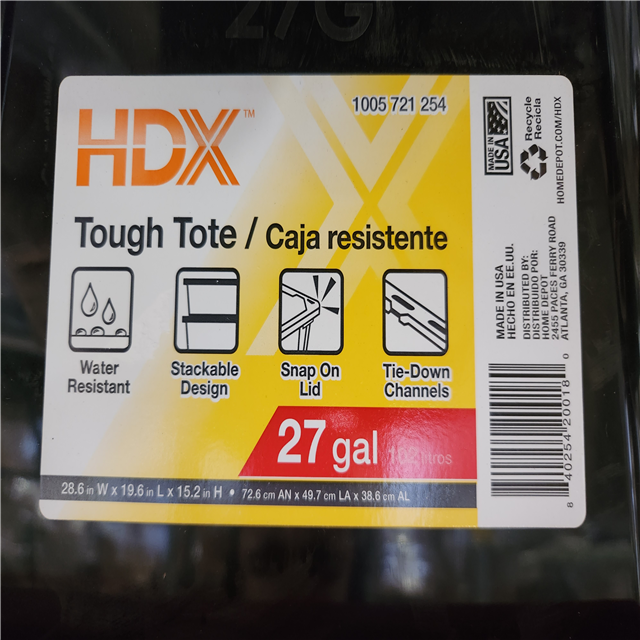 27G
HDX™
1005 721 254
Tough Tote / Caja resistente
Water
Resistant
Stackable
Design
Snap On
Lid
Tie-Down
Channels
27 gal 102 litros
28.6 in W x 19.6 in L x 15.2 in H • 72.6 cm AN x 49.7 cm LA x 38.6 cm AL
MADE IN
USA
Recycle
Recicla
HOMEDEPOT.COM/HDX
MADE IN USA
HECHO EN EE.UU.
DISTRIBUTED BY:
DISTRIBUIDO POR:
HOME DEPOT
2455 PACES FERRY ROAD
ATLANTA, GA 30339
8 40254 20018 0